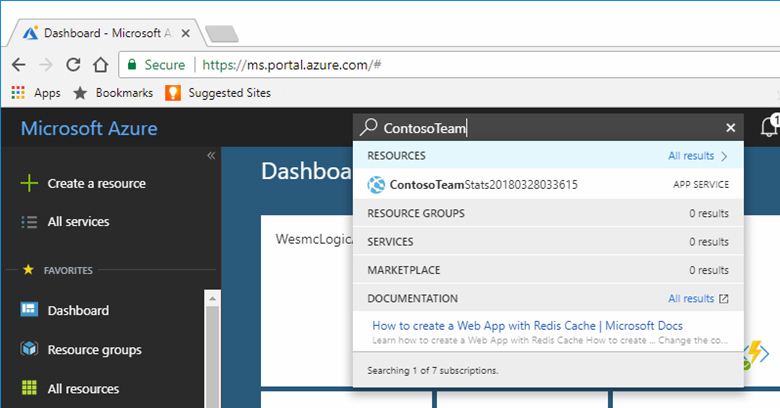 Dashboard - Microsoft A
Secure https://ms.portal.azure.com/#
Apps Bookmarks Suggested Sites
Microsoft Azure
ContosoTeam
1
Create a resource
All services
FAVORITES
Dashboard
Resource groups
All resources
Dashboa
WesmcLogic
RESOURCES All results
ContosoTeamStats20180328033615 APP SERVICE
RESOURCE GROUPS 0 results
SERVICES 0 results
MARKETPLACE 0 results
DOCUMENTATION All results
How to create a Web App with Redis Cache | Microsoft Docs
Learn how to create a Web App with Redis Cache How to create ... Change the co...
Searching 1 of 7 subscriptions.